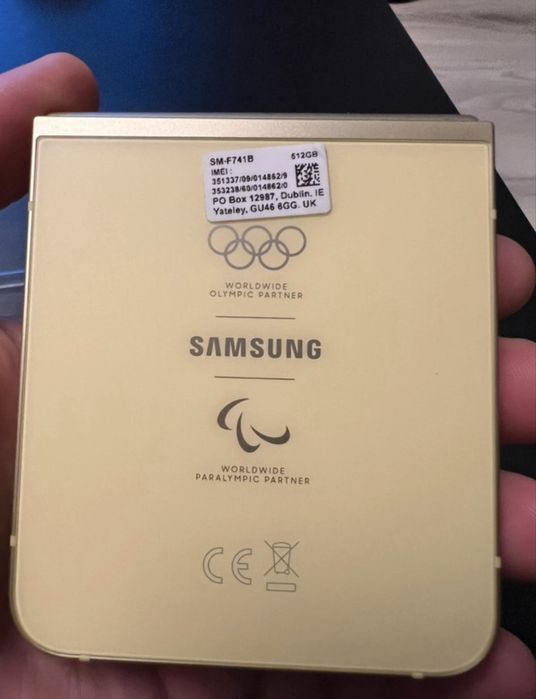 SM-F741B 512GB
IMEI :
351337/09/014862/9
353238/60/014862/0
PO Box 12987, Dublin. IE
Yateley, GU46 6GG. UK
WORLDWIDE
OLYMPIC PARTNER
SAMSUNG
WORLDWIDE
PARALYMPIC PARTNER
CE